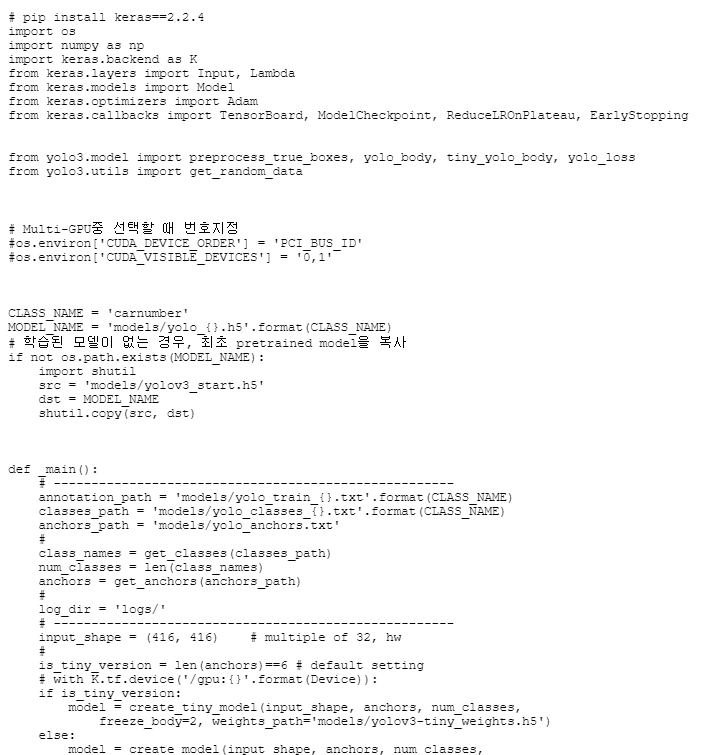 # pip install keras==2.2.4
import os
import numpy as np
import keras.backend as K
from keras.layers import Input, Lambda
from keras.models import Model
from keras.optimizers import Adam
from keras.callbacks import TensorBoard, ModelCheckpoint, ReduceLROnPlateau, EarlyStopping
from yolo3.model import preprocess_true_boxes, yolo_body, tiny_yolo_body, yolo_loss
from yolo3.utils import get_random_data
# Multi-GPU중 선택할 때 번호지정
#os.environ['CUDA_DEVICE_ORDER'] = 'PCI_BUS_ID'
#os.environ['CUDA_VISIBLE_DEVICES'] = '0,1'
CLASS_NAME = 'carnumber'
MODEL_NAME = 'models/yolo_{}.h5'.format(CLASS_NAME)
# 학습된 모델이 없는 경우, 최초 pretrained model을 복사
if not os.path.exists(MODEL_NAME):
    import shutil
    src = 'models/yolov3_start.h5'
    dst = MODEL_NAME
    shutil.copy(src, dst)
def _main():
    # -----------------------------------------------------
    annotation_path = 'models/yolo_train_{}.txt'.format(CLASS_NAME)
    classes_path = 'models/yolo_classes_{}.txt'.format(CLASS_NAME)
    anchors_path = 'models/yolo_anchors.txt'
    #
    class_names = get_classes(classes_path)
    num_classes = len(class_names)
    anchors = get_anchors(anchors_path)
    #
    log_dir = 'logs/'
    # -----------------------------------------------------
    input_shape = (416, 416)    # multiple of 32, hw
    #
    is_tiny_version = len(anchors)==6 # default setting
    # with K.tf.device('/gpu:{}'.format(Device)):
    if is_tiny_version:
        model = create_tiny_model(input_shape, anchors, num_classes,
            freeze_body=2, weights_path='models/yolov3-tiny_weights.h5')
    else:
        model = create_model(input_shape, anchors, num_classes,